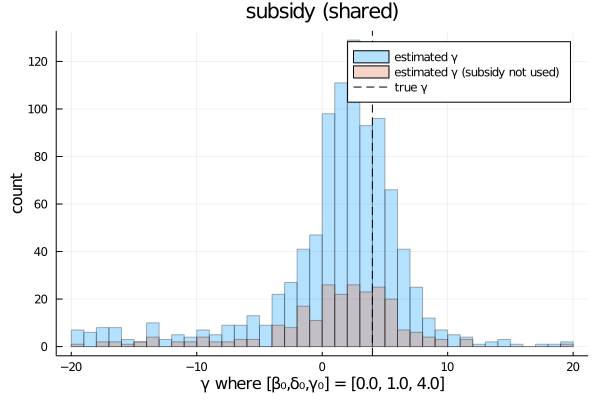 subsidy (shared)
estimated γ
estimated γ (subsidy not used)
true γ
120
100
80
60
40
20
0
count
−20
−10
0
10
20
γ where [β₀,δ₀,γ₀] = [0.0, 1.0, 4.0]